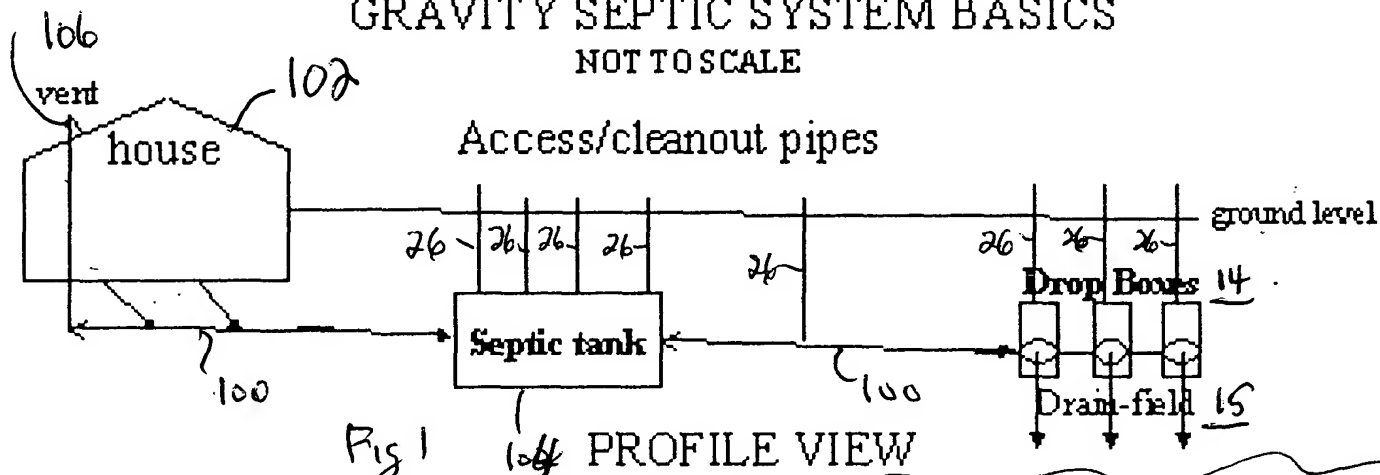 GRAVITY SEPTIC SYSTEM BASICS
NOT TO SCALE
106
102
vent
house
Access/cleanout pipes
ground level
26 26 26 26 26 26 26 26
Drop Boxes 14
Septic tank
100 100
Drain-field 15
Fig 1 104 PROFILE VIEW